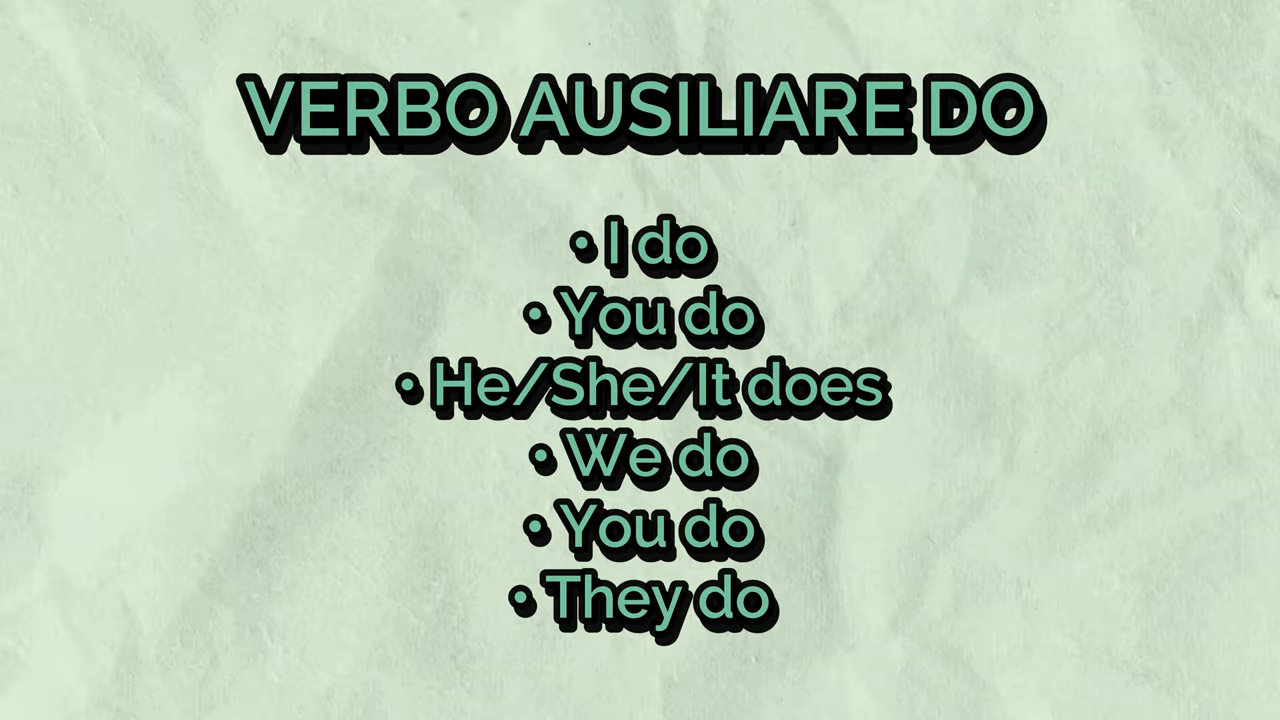 VERBO AUSILIARE DO
• I do
• You do
• He/She/It does
• We do
• You do
• They do